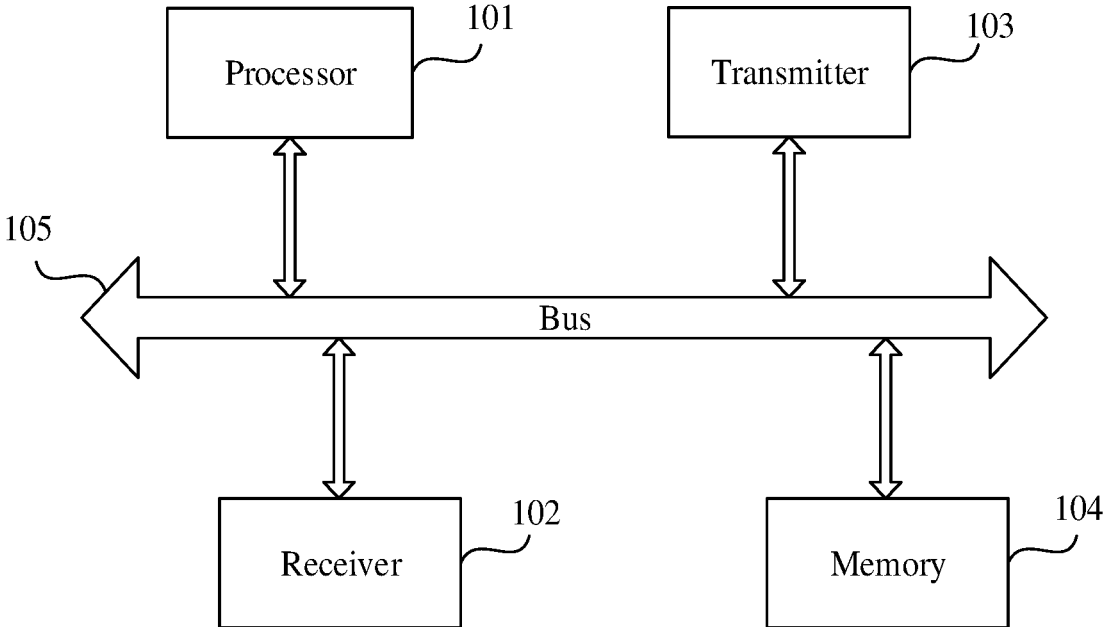 101
103
Processor
Transmitter
105
Bus
102
104
Receiver
Memory